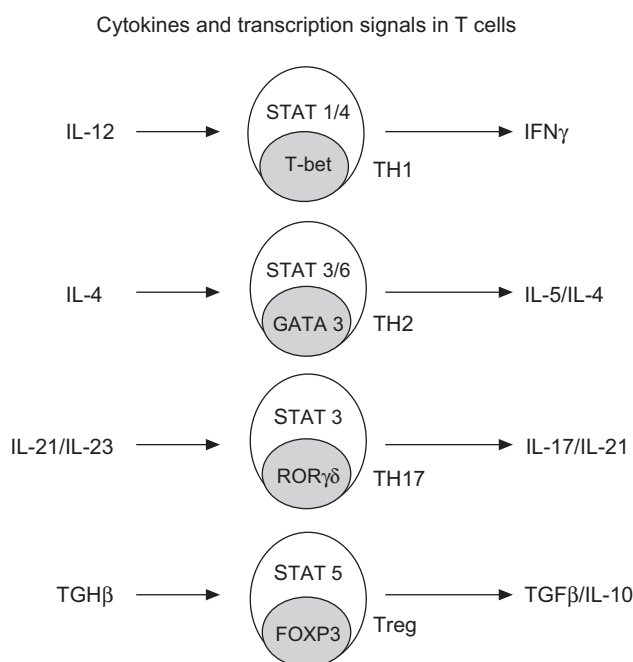 Cytokines and transcription signals in T cells
IL-12
STAT 1/4
T-bet
TH1
IFNγ
IL-4
STAT 3/6
GATA 3
TH2
IL-5/IL-4
IL-21/IL-23
STAT 3
RORγδ
TH17
IL-17/IL-21
TGHβ
STAT 5
FOXP3
Treg
TGFβ/IL-10